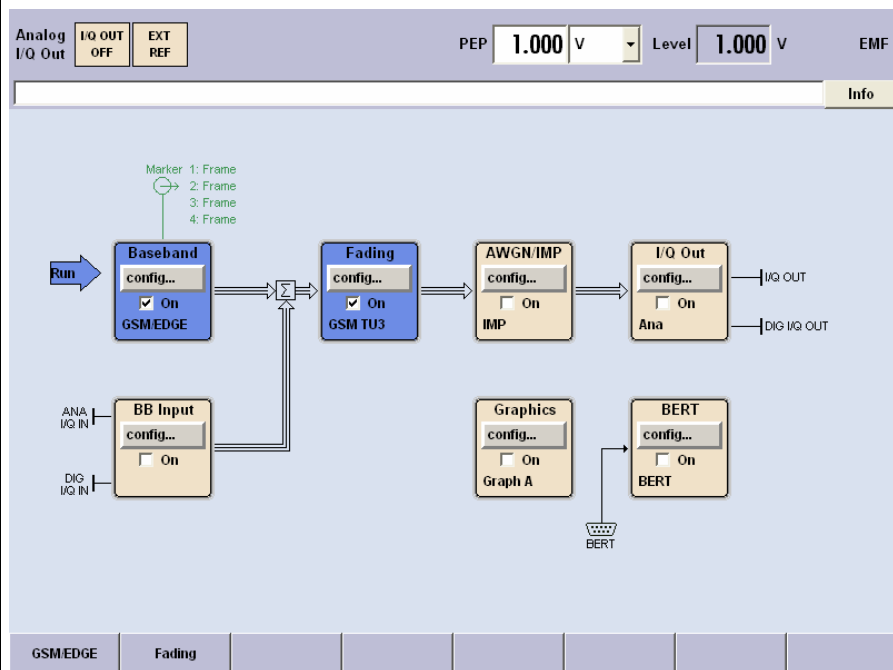 Analog I/Q Out
I/Q OUT OFF
EXT REF
PEP 1.000 V Level 1.000 V EMF
Info
Marker 1: Frame
2: Frame
3: Frame
4: Frame
Run
Baseband
config...
On
GSM/EDGE
Σ
Fading
config...
On
GSM TU3
AWGN/IMP
config...
On
IMP
I/Q Out
config...
On
Ana
I/Q OUT
DIG I/Q OUT
ANA I/Q IN
DIG I/Q IN
BB Input
config...
On
Graphics
config...
On
Graph A
BERT
config...
On
BERT
BERT
GSM/EDGE Fading